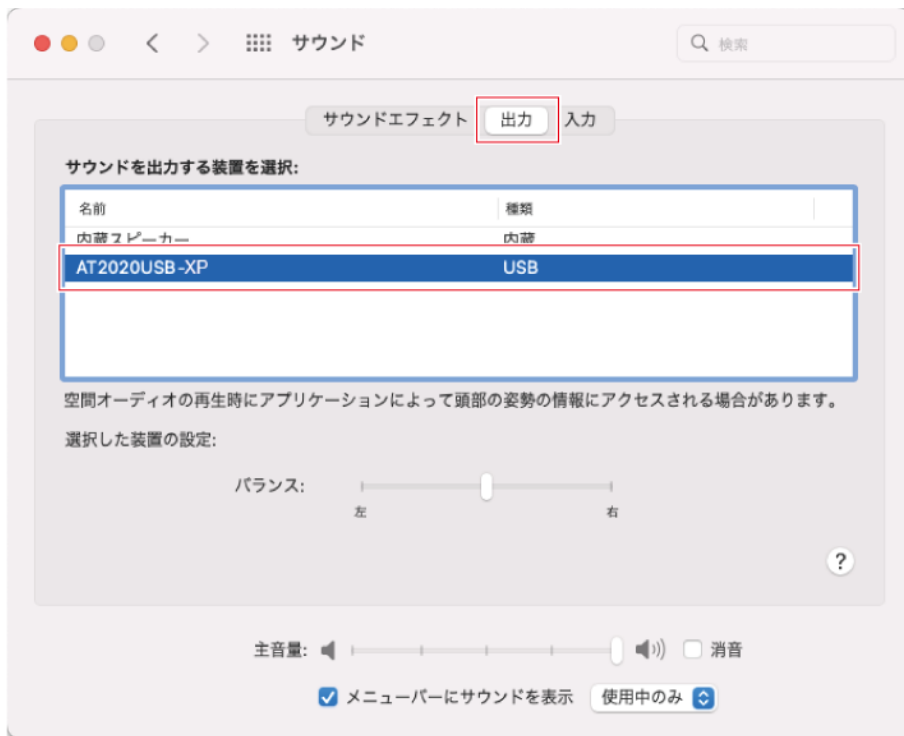 サウンド
検索
サウンドエフェクト 出力 入力
サウンドを出力する装置を選択:
名前 種類
内蔵スピーカー 内蔵
AT2020USB-XP USB
空間オーディオの再生時にアプリケーションによって頭部の姿勢の情報にアクセスされる場合があります。
選択した装置の設定:
バランス:
左 右
?
主音量: 消音
メニューバーにサウンドを表示 使用中のみ